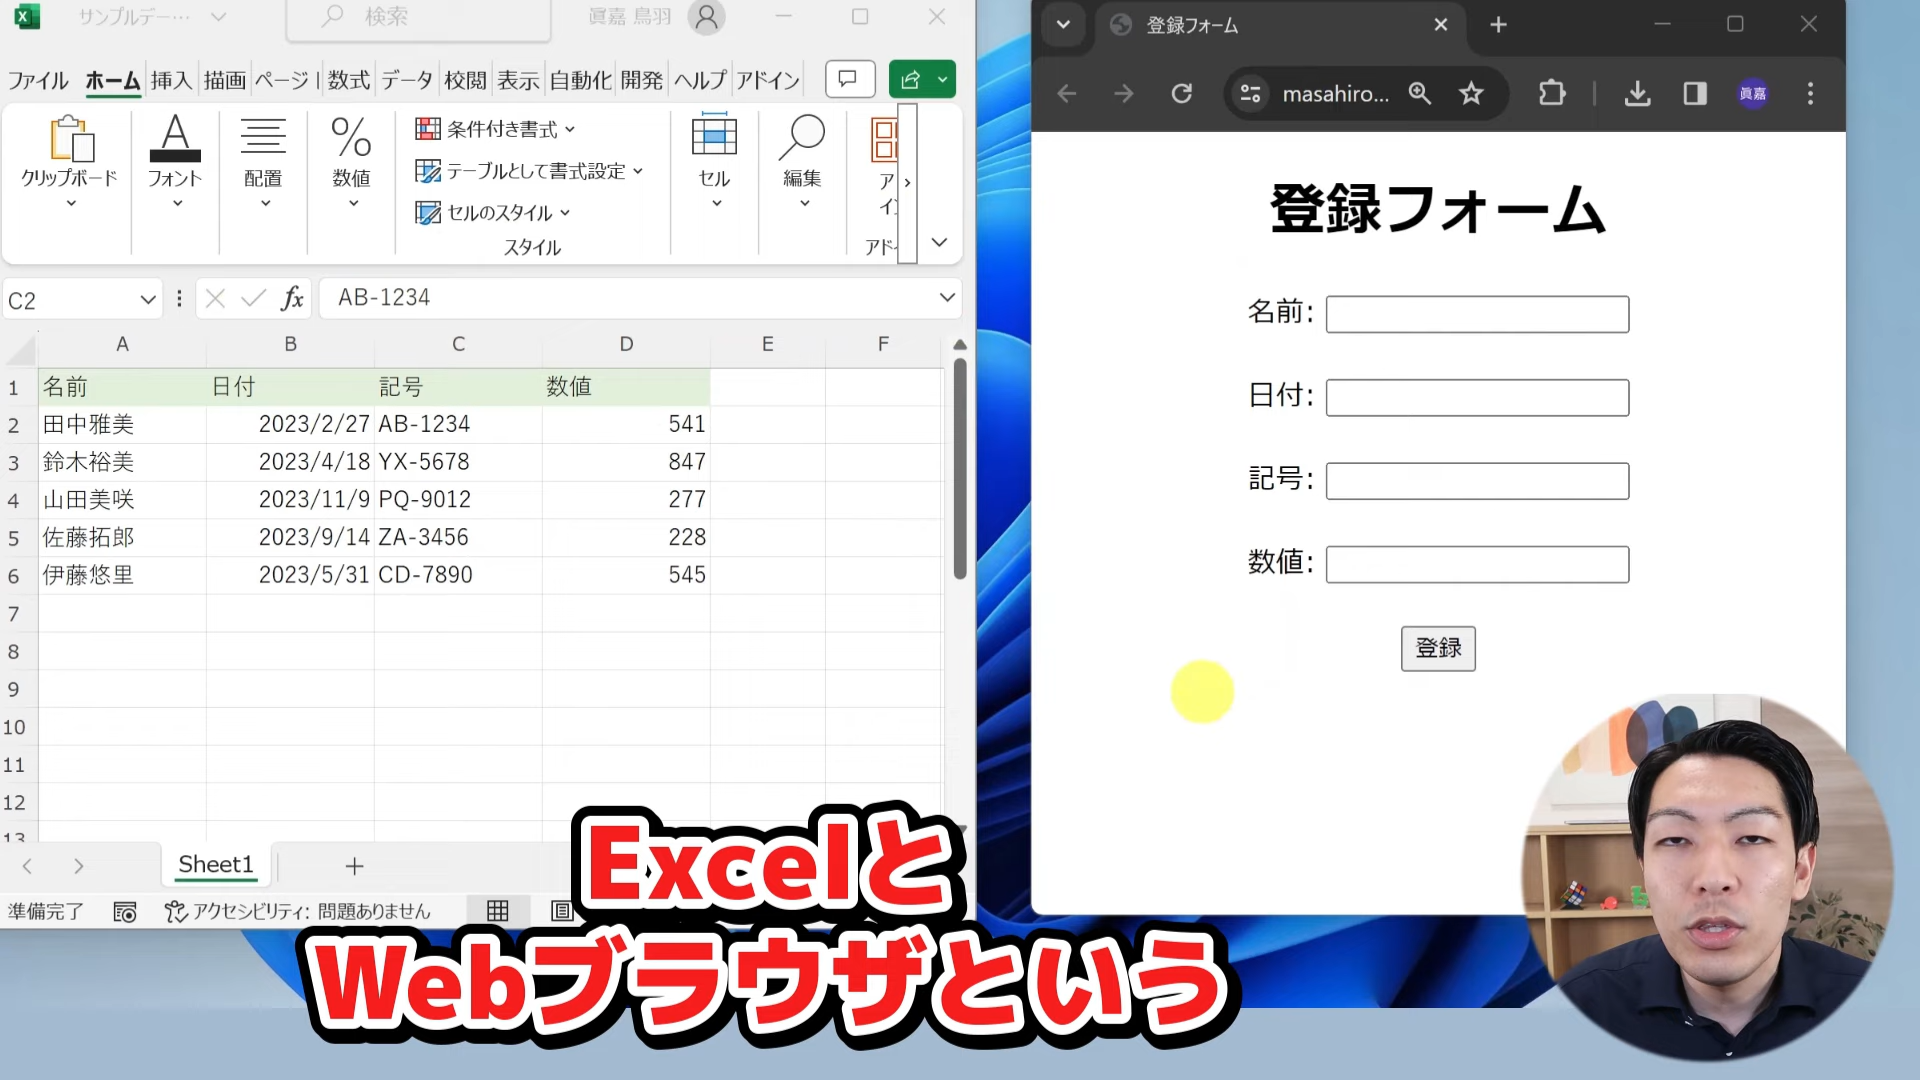 サンプルデー…
検索
眞嘉 鳥羽
ファイル ホーム 挿入 描画 ページ 数式 データ 校閲 表示 自動化 開発 ヘルプ アドイン
クリップボード
フォント
配置
数値
条件付き書式
テーブルとして書式設定
セルのスタイル
スタイル
セル
編集
C2
fx
AB-1234
A B C D E F
1 名前 日付 記号 数値
2 田中雅美 2023/2/27 AB-1234 541
3 鈴木裕美 2023/4/18 YX-5678 847
4 山田美咲 2023/11/9 PQ-9012 277
5 佐藤拓郎 2023/9/14 ZA-3456 228
6 伊藤悠里 2023/5/31 CD-7890 545
7
8
9
10
11
12
13
Sheet1
準備完了
アクセシビリティ: 問題ありません
登録フォーム
masahiro...
眞嘉
登録フォーム
名前:
日付:
記号:
数値:
登録
Excelと
Webブラウザという